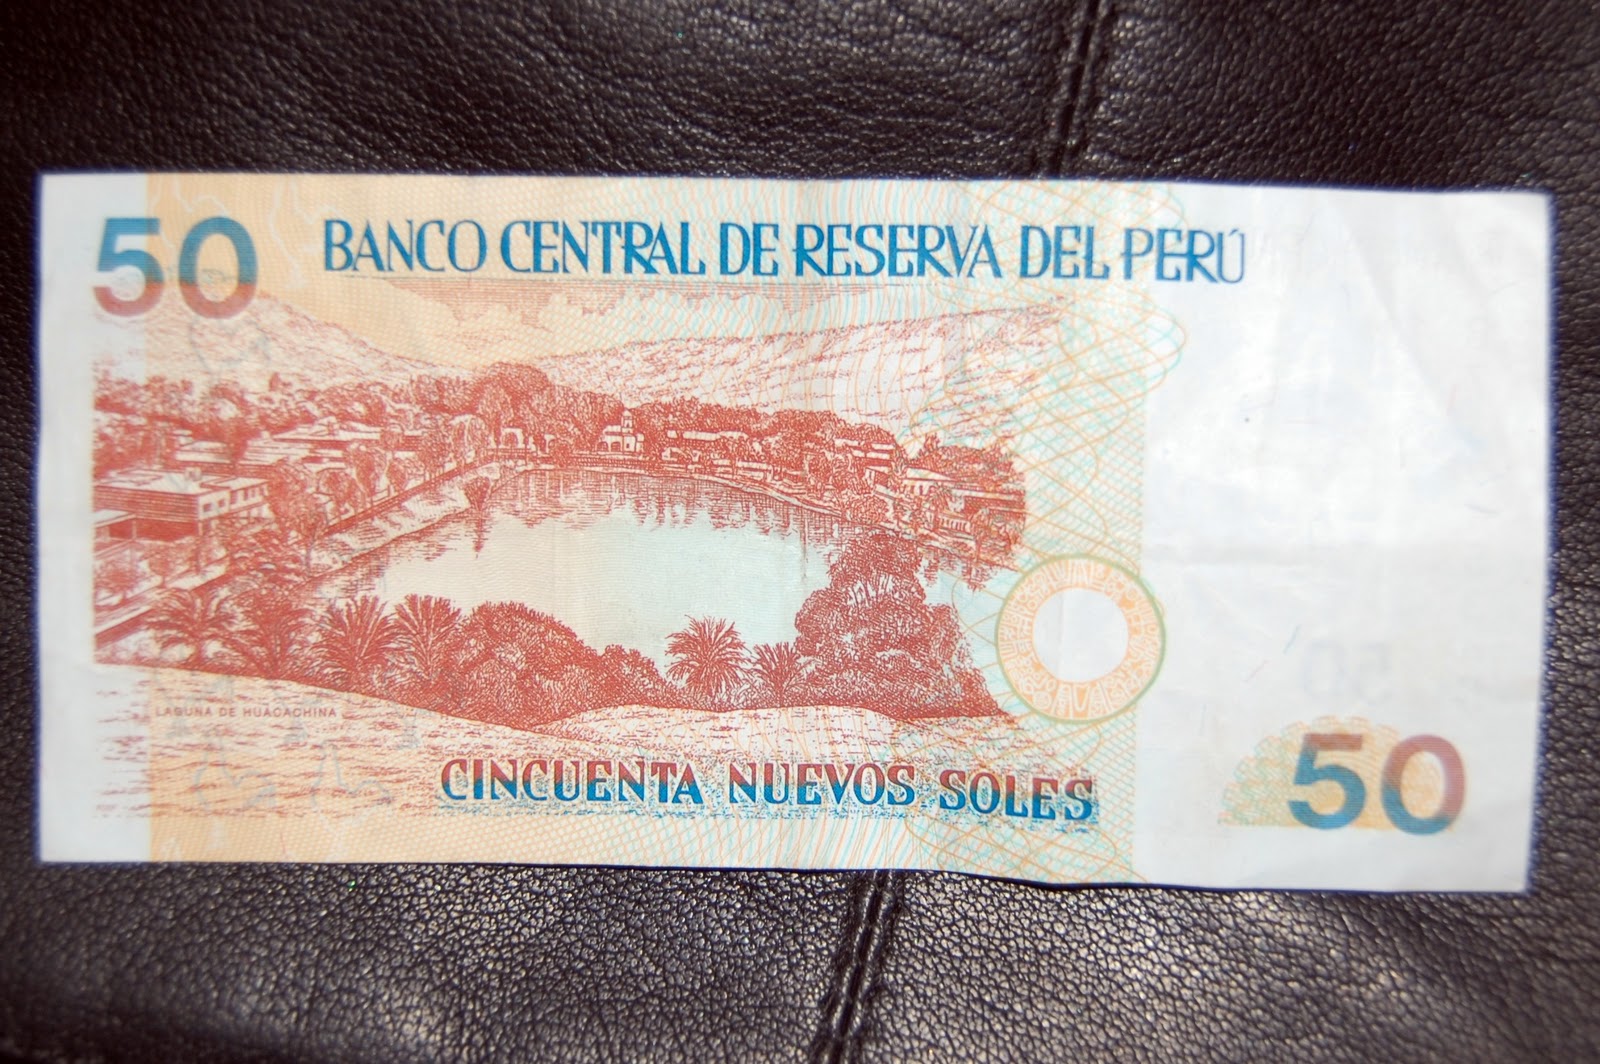 50
BANCO CENTRAL DE RESERVA DEL PERÚ
LAGUNA DE HUACACHINA
CINCUENTA NUEVOS SOLES
50